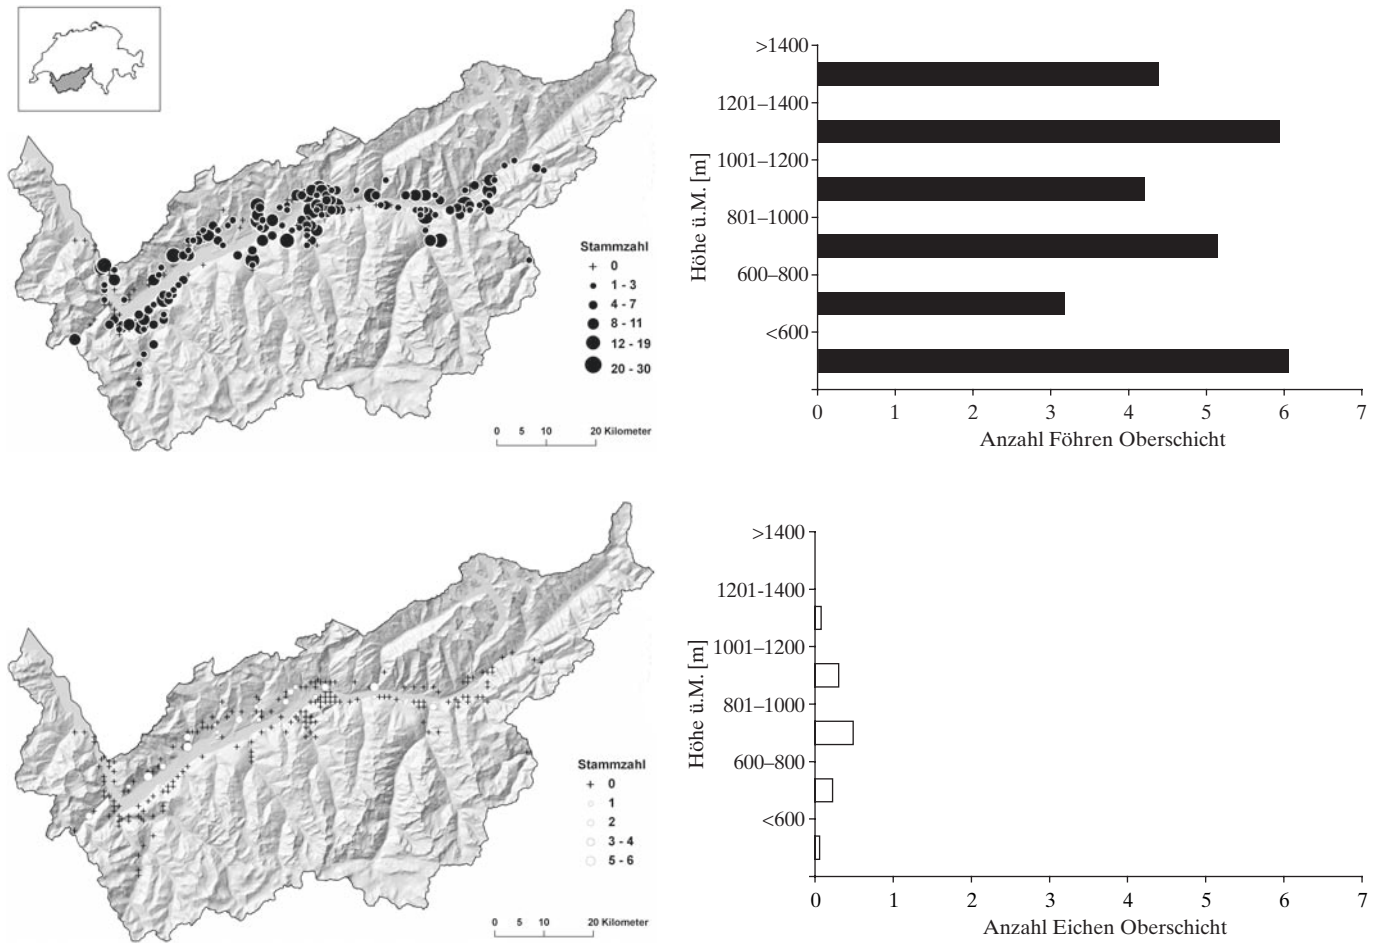 Stammzahl
+ 0
1 - 3
4 - 7
8 - 11
12 - 19
20 - 30
0 5 10 20 Kilometer
Höhe ü.M. [m]
>1400
1201–1400
1001–1200
801–1000
600–800
<600
0 1 2 3 4 5 6 7
Anzahl Föhren Oberschicht
Stammzahl
+ 0
1
2
3 - 4
5 - 6
0 5 10 20 Kilometer
Höhe ü.M. [m]
>1400
1201-1400
1001–1200
801–1000
600–800
<600
0 1 2 3 4 5 6 7
Anzahl Eichen Oberschicht